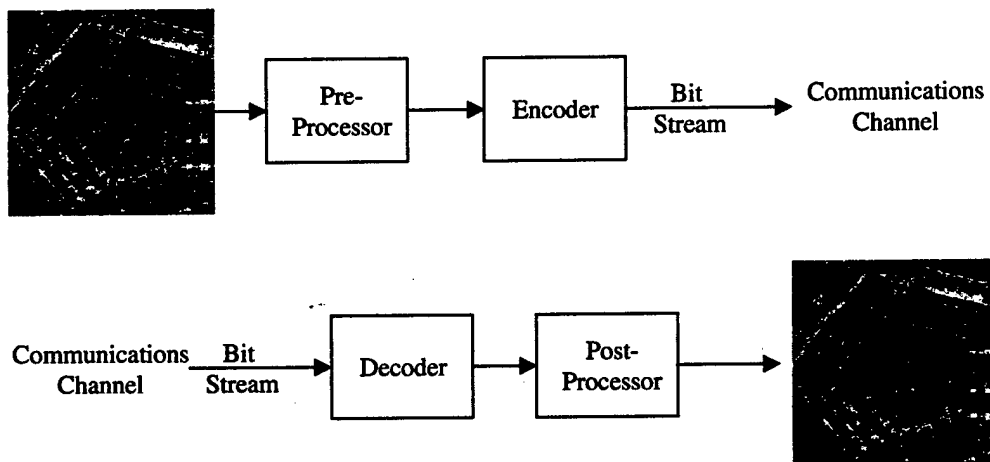 Pre-
Processor
Encoder
Bit
Stream
Communications
Channel
Communications
Channel
Bit
Stream
Decoder
Post-
Processor